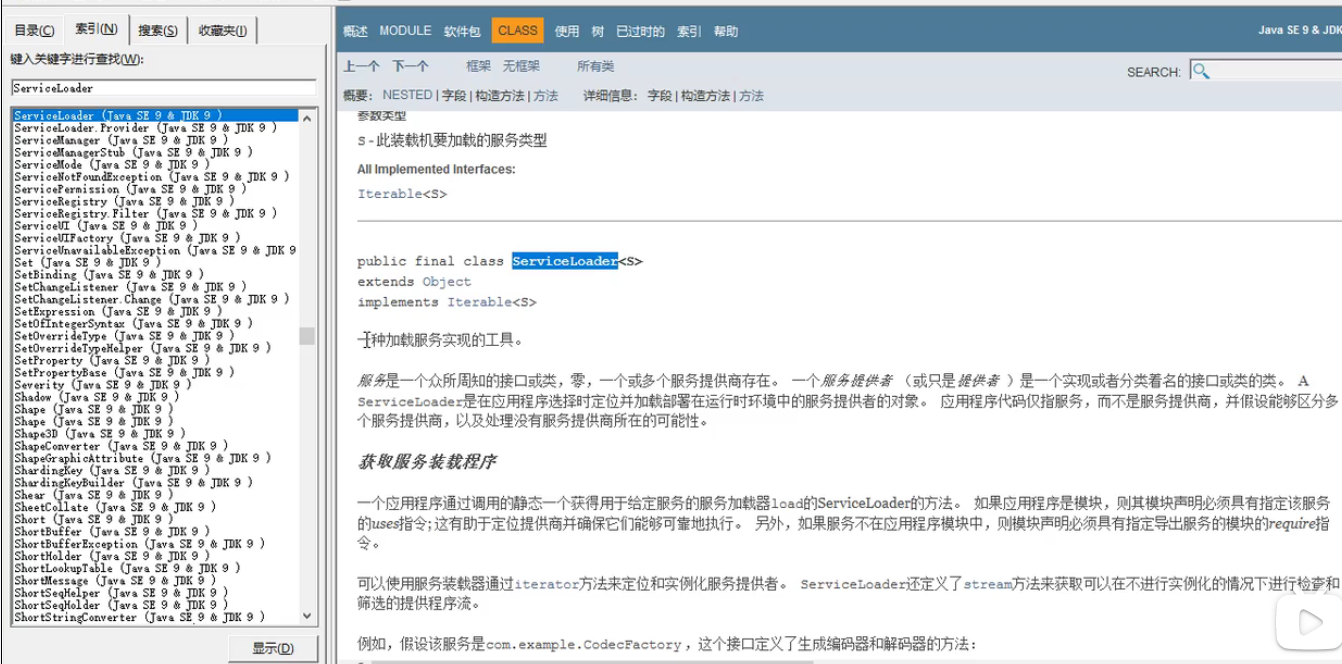 目录(C) 索引(N) 搜索(S) 收藏夹(I)
键入关键字进行查找(W):
ServiceLoader
ServiceLoader (Java SE 9 & JDK 9 )
ServiceLoader.Provider (Java SE 9 & JDK 9 )
ServiceManager (Java SE 9 & JDK 9 )
ServiceManagerStub (Java SE 9 & JDK 9 )
ServiceMode (Java SE 9 & JDK 9 )
ServiceNotFoundException (Java SE 9 & JDK 9 )
ServicePermission (Java SE 9 & JDK 9 )
ServiceRegistry (Java SE 9 & JDK 9 )
ServiceRegistry.Filter (Java SE 9 & JDK 9 )
ServiceUI (Java SE 9 & JDK 9 )
ServiceUIFactory (Java SE 9 & JDK 9 )
ServiceUnavailableException (Java SE 9 & JDK 9
Set (Java SE 9 & JDK 9 )
SetBinding (Java SE 9 & JDK 9 )
SetChangeListener (Java SE 9 & JDK 9 )
SetChangeListener.Change (Java SE 9 & JDK 9 )
SetExpression (Java SE 9 & JDK 9 )
SetOfIntegerSyntax (Java SE 9 & JDK 9 )
SetOverrideType (Java SE 9 & JDK 9 )
SetOverrideTypeHelper (Java SE 9 & JDK 9 )
SetProperty (Java SE 9 & JDK 9 )
SetPropertyBase (Java SE 9 & JDK 9 )
Severity (Java SE 9 & JDK 9 )
Shadow (Java SE 9 & JDK 9 )
Shape (Java SE 9 & JDK 9 )
Shape (Java SE 9 & JDK 9 )
Shape3D (Java SE 9 & JDK 9 )
ShapeConverter (Java SE 9 & JDK 9 )
ShapeGraphicAttribute (Java SE 9 & JDK 9 )
ShardingKey (Java SE 9 & JDK 9 )
ShardingKeyBuilder (Java SE 9 & JDK 9 )
Shear (Java SE 9 & JDK 9 )
SheetCollate (Java SE 9 & JDK 9 )
Short (Java SE 9 & JDK 9 )
ShortBuffer (Java SE 9 & JDK 9 )
ShortBufferException (Java SE 9 & JDK 9 )
ShortHolder (Java SE 9 & JDK 9 )
ShortLookupTable (Java SE 9 & JDK 9 )
ShortMessage (Java SE 9 & JDK 9 )
ShortSeqHelper (Java SE 9 & JDK 9 )
ShortSeqHolder (Java SE 9 & JDK 9 )
ShortStringConverter (Java SE 9 & JDK 9 )
显示(D)
概述 MODULE 软件包 CLASS 使用 树 已过时的 索引 帮助 Java SE 9 & JDK
上一个 下一个 框架 无框架 所有类
SEARCH:
概要: NESTED | 字段 | 构造方法 | 方法 详细信息: 字段 | 构造方法 | 方法
参数类型
S - 此装载机要加载的服务类型
All Implemented Interfaces:
Iterable<S>
public final class ServiceLoader<S>
extends Object
implements Iterable<S>
一种加载服务实现的工具。
服务是一个众所周知的接口或类，零，一个或多个服务提供商存在。 一个服务提供者 （或只是提供者 ）是一个实现或者分类着名的接口或类的类。 A
ServiceLoader是在应用程序选择时定位并加载部署在运行时环境中的服务提供者的对象。 应用程序代码仅指服务，而不是服务提供商，并假设能够区分多
个服务提供商，以及处理没有服务提供商所在的可能性。
获取服务装载程序
一个应用程序通过调用的静态一个获得用于给定服务的服务加载器load的ServiceLoader的方法。 如果应用程序是模块，则其模块声明必须具有指定该服务
的uses指令; 这有助于定位提供商并确保它们能够可靠地执行。 另外，如果服务不在应用程序模块中，则模块声明必须具有指定导出服务的模块的require指
令。
可以使用服务装载器通过iterator方法来定位和实例化服务提供者。 ServiceLoader还定义了stream方法来获取可以在不进行实例化的情况下进行检查和
筛选的提供程序流。
例如，假设该服务是com.example.CodecFactory ，这个接口定义了生成编码器和解码器的方法：